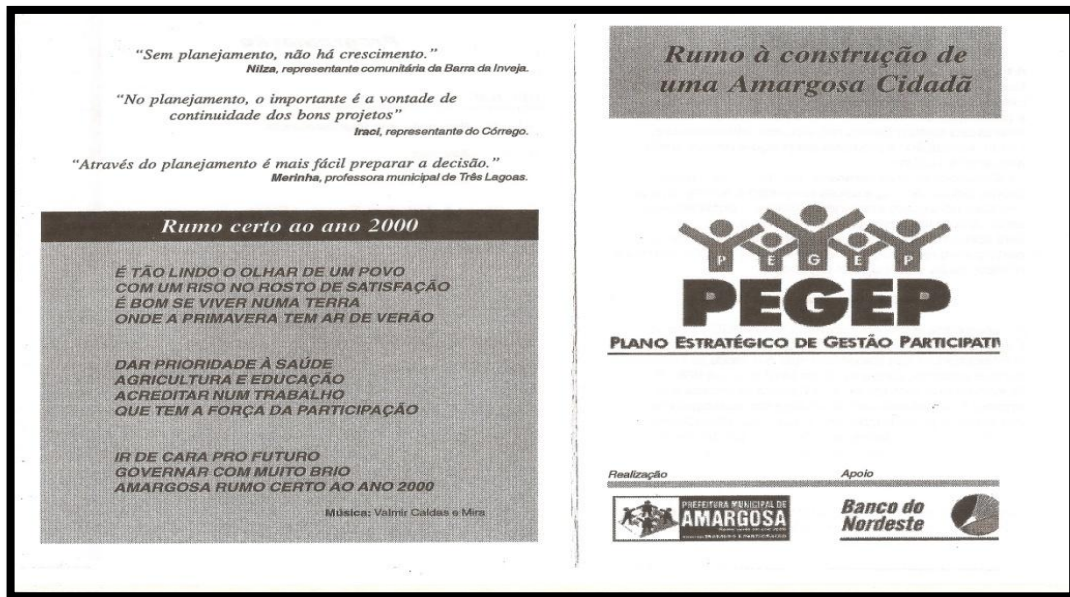 “Sem planejamento, não há crescimento.”
Nilza, representante comunitária da Barra da Inveja.
“No planejamento, o importante é a vontade de
continuidade dos bons projetos”
Iraci, representante do Córrego.
“Através do planejamento é mais fácil preparar a decisão.”
Merinha, professora municipal de Três Lagoas.
Rumo certo ao ano 2000
É TÃO LINDO O OLHAR DE UM POVO
COM UM RISO NO ROSTO DE SATISFAÇÃO
É BOM SE VIVER NUMA TERRA
ONDE A PRIMAVERA TEM AR DE VERÃO
DAR PRIORIDADE À SAÚDE
AGRICULTURA E EDUCAÇÃO
ACREDITAR NUM TRABALHO
QUE TEM A FORÇA DA PARTICIPAÇÃO
IR DE CARA PRO FUTURO
GOVERNAR COM MUITO BRIO
AMARGOSA RUMO CERTO AO ANO 2000
Música: Valmir Caldas e Mira
Rumo à construção de
uma Amargosa Cidadã
P E G E P
PEGEP
PLANO ESTRATÉGICO DE GESTÃO PARTICIPATIV
Realização
PREFEITURA MUNICIPAL DE
AMARGOSA
Apoio
Banco do
Nordeste